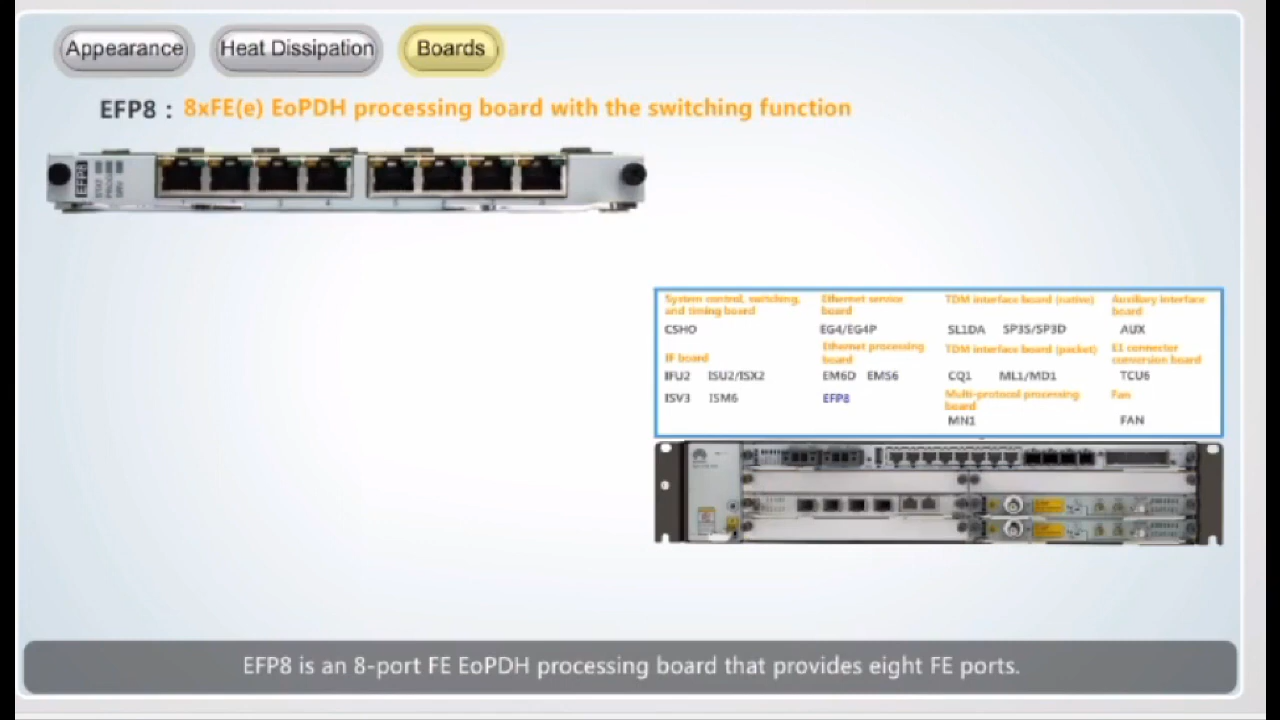 Appearance
Heat Dissipation
Boards
EFP8 : 8xFE(e) EoPDH processing board with the switching function
System control, switching, and timing board
CSHO
IF board
IFU2 ISU2/ISX2
ISV3 ISM6
Ethernet service board
EG4/EG4P
Ethernet processing board
EM6D EMS6
EFP8
TDM interface board (native)
SL1DA SP3S/SP3D
TDM interface board (packet)
CQ1 ML1/MD1
Multi-protocol processing board
MN1
Auxiliary interface board
AUX
E1 connector conversion board
TCU6
Fan
FAN
EFP8 is an 8-port FE EoPDH processing board that provides eight FE ports.